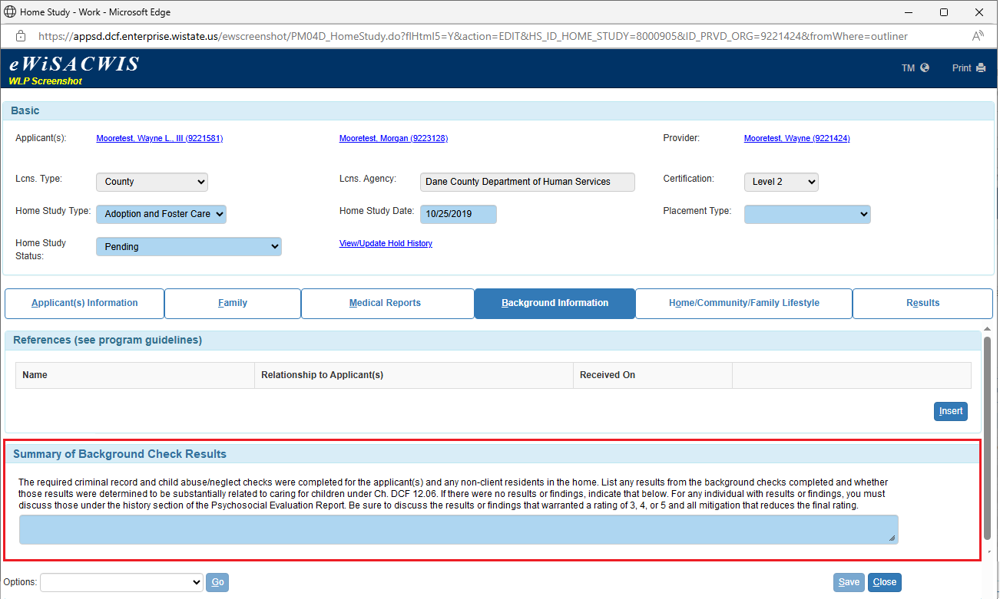 Home Study - Work - Microsoft Edge
https://appsd.dcf.enterprise.wistate.us/ewscreenshot/PM04D_HomeStudy.do?flHtml5=Y&action=EDIT&HS_ID_HOME_STUDY=8000905&ID_PRVD_ORG=9221424&fromWhere=outliner
eWiSACWIS
WLP Screenshot
TM Print
Basic
Applicant(s): Mooretest, Wayne L., III (9221581) Mooretest, Morgan (9223128) Provider: Mooretest, Wayne (9221424)
Lcns. Type: County Lcns. Agency: Dane County Department of Human Services Certification: Level 2
Home Study Type: Adoption and Foster Care Home Study Date: 10/25/2019 Placement Type:
Home Study
Status: Pending View/Update Hold History
Applicant(s) Information Family Medical Reports Background Information Home/Community/Family Lifestyle Results
References (see program guidelines)
Name Relationship to Applicant(s) Received On
Insert
Summary of Background Check Results
The required criminal record and child abuse/neglect checks were completed for the applicant(s) and any non-client residents in the home. List any results from the background checks completed and whether
those results were determined to be substantially related to caring for children under Ch. DCF 12.06. If there were no results or findings, indicate that below. For any individual with results or findings, you must
discuss those under the history section of the Psychosocial Evaluation Report. Be sure to discuss the results or findings that warranted a rating of 3, 4, or 5 and all mitigation that reduces the final rating.
Options: Go Save Close